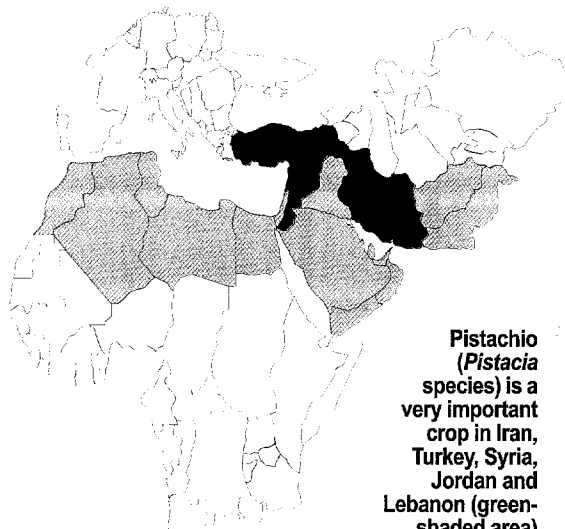 Pistachio
(Pistacia
species) is a
very important
crop in Iran,
Turkey, Syria,
Jordan and
Lebanon (green-
shaded area)